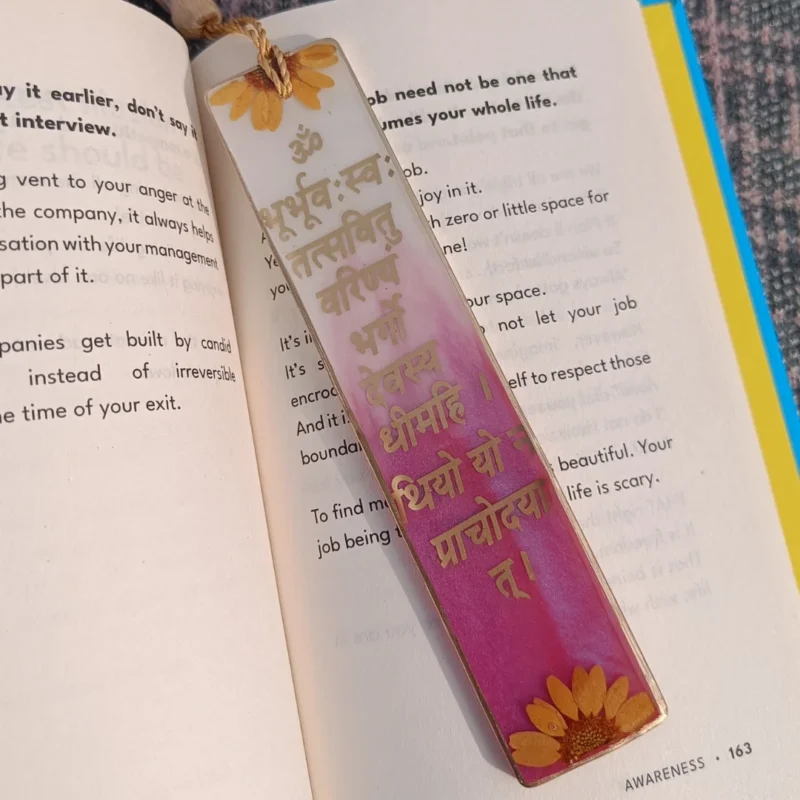 ay it earlier, don't say it
t interview.
g vent to your anger at the
the company, it always helps
sation with your management
part of it.
panies get built by candid
instead of irreversible
e time of your exit.
ॐ
भूर्भूव:स्व:
तत्सवितु
वरिण्यं
भर्गो
देवस्य
धीमहि ।
थियो यो न
प्राचोदया
त्।
ob need not be one that
umes your whole life.
ob.
joy in it.
h zero or little space for
ne!
you
our space.
It's i
not let your job
It's s
encroc
elf to respect those
And it i
bounda
beautiful. Your
To find m
life is scary.
job being t
AWARENESS • 163